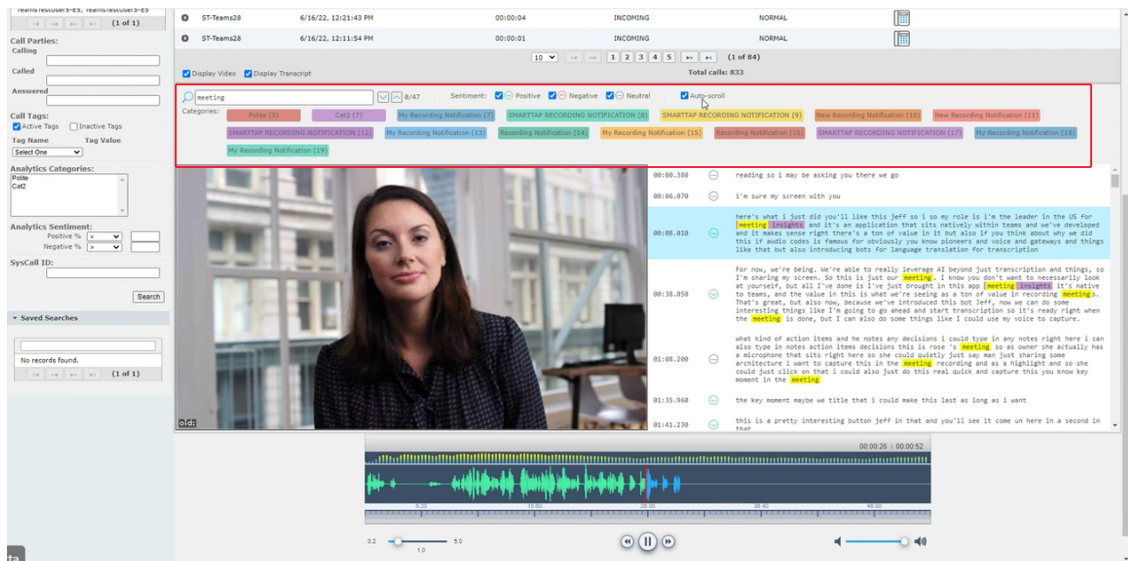 TeamsTestUser3-ES, TeamsTestUser3-ES
(1 of 1)
Call Parties:
Calling
Called
Answered
Call Tags:
Active Tags Inactive Tags
Tag Name Tag Value
Select One
Analytics Categories:
Polite
Cat2
Analytics Sentiment:
Positive % >
Negative % >
SysCall ID:
Search
Saved Searches
No records found.
(1 of 1)
ST-Teams28 6/16/22, 12:21:43 PM 00:00:04 INCOMING NORMAL
ST-Teams28 6/16/22, 12:11:54 PM 00:00:01 INCOMING NORMAL
10 1 2 3 4 5 (1 of 84)
Display Video Display Transcript Total calls: 833
meeting 8/47 Sentiment: Positive Negative Neutral Auto-scroll
Categories: Polite (3) Cat2 (7) My Recording Notification (7) SMARTTAP RECORDING NOTIFICATION (8) SMARTTAP RECORDING NOTIFICATION (9) New Recording Notification (10) New Recording Notification (11)
SMARTTAP RECORDING NOTIFICATION (12) My Recording Notification (13) Recording Notification (14) My Recording Notification (15) Recording Notification (16) SMARTTAP RECORDING NOTIFICATION (17) My Recording Notification (18)
My Recording Notification (19)
00:00.380 reading so i may be asking you there we go
00:06.070 i'm sure my screen with you
00:08.010 here's what i just did you'll like this jeff so i so my role is i'm the leader in the US for
meeting insights and it's an application that sits natively within teams and we've developed
and it makes sense right there's a ton of value in it but also if you think about why we did
this if audio codes is famous for obviously you know pioneers and voice and gateways and things
like that but also introducing bots for language translation for transcription
00:38.050 For now, we're being. We're able to really leverage AI beyond just transcription and things, so
I'm sharing my screen. So this is just our meeting. I know you don't want to necessarily look
at yourself, but all I've done is I've just brought in this app meeting insights it's native
to teams, and the value in this is what we're seeing as a ton of value in recording meetings.
That's great, but also now, because we've introduced this bot Jeff, now we can do some
interesting things like I'm going to go ahead and start transcription so it's ready right when
the meeting is done, but I can also do some things like I could use my voice to capture.
01:08.200 what kind of action items and he notes any decisions i could type in any notes right here i can
also type in notes action items decisions this is rose 's meeting so as owner she actually has
a microphone that sits right here so she could quietly just say man just sharing some
architecture i want to capture this in the meeting recording and as a highlight and so she
could just click on that i could also just do this real quick and capture this you know key
moment in the meeting
01:35.960 the key moment maybe we title that i could make this last as long as i want
01:41.230 this is a pretty interesting button jeff in that and you'll see it come un here in a second in
that
old:
00:00:26 | 00:00:52
5.20 15.60 26.00 36.40 46.80
0.2 1.0 5.0
ta